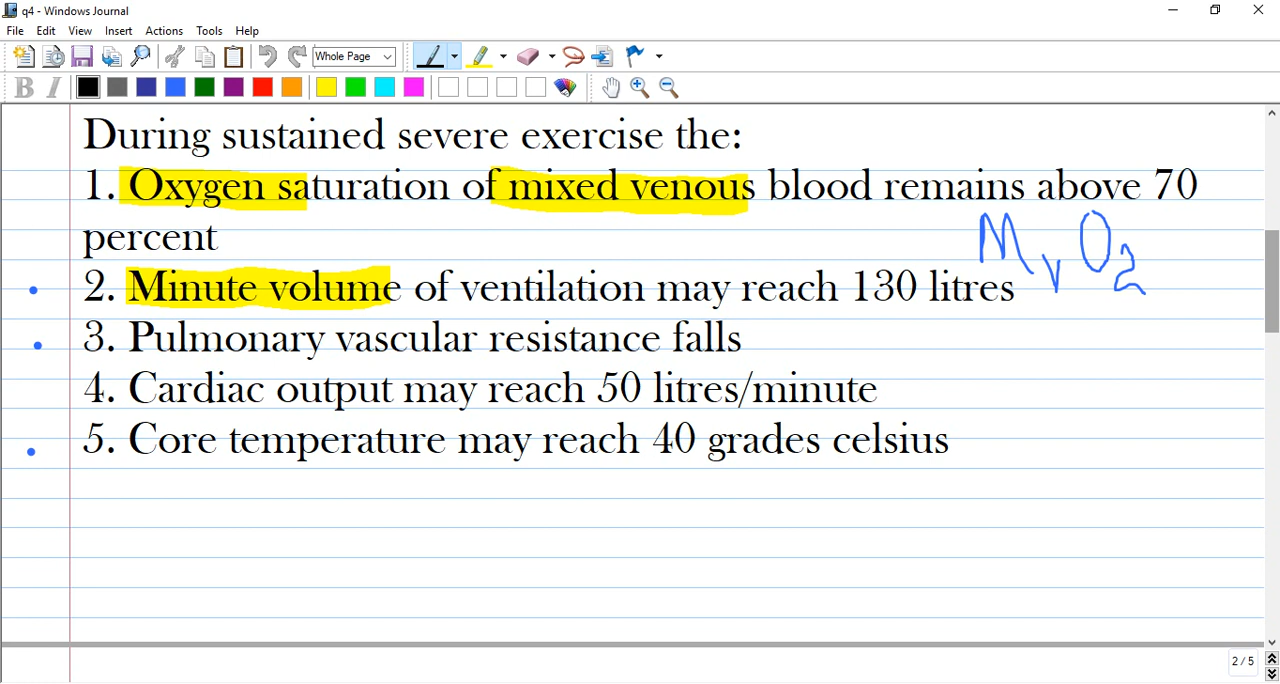 q4 - Windows Journal
File Edit View Insert Actions Tools Help
Whole Page
B I
During sustained severe exercise the:
1. Oxygen saturation of mixed venous blood remains above 70
percent
MvO2
2. Minute volume of ventilation may reach 130 litres
3. Pulmonary vascular resistance falls
4. Cardiac output may reach 50 litres/minute
5. Core temperature may reach 40 grades celsius
2 / 5